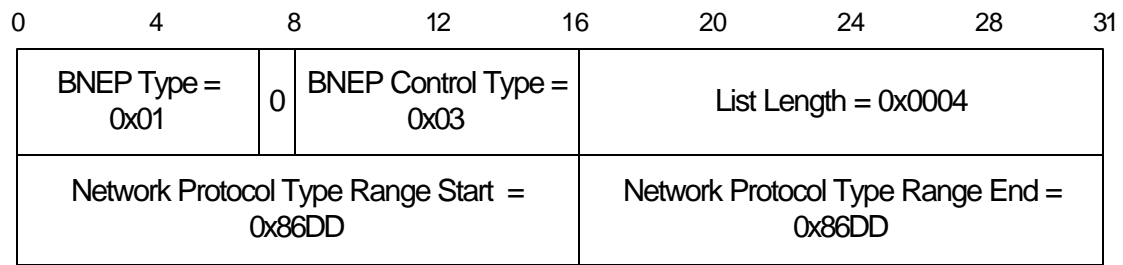 0 4 8 12 16 20 24 28 31
BNEP Type =
0x01
0
BNEP Control Type =
0x03
List Length = 0x0004
Network Protocol Type Range Start =
0x86DD
Network Protocol Type Range End =
0x86DD